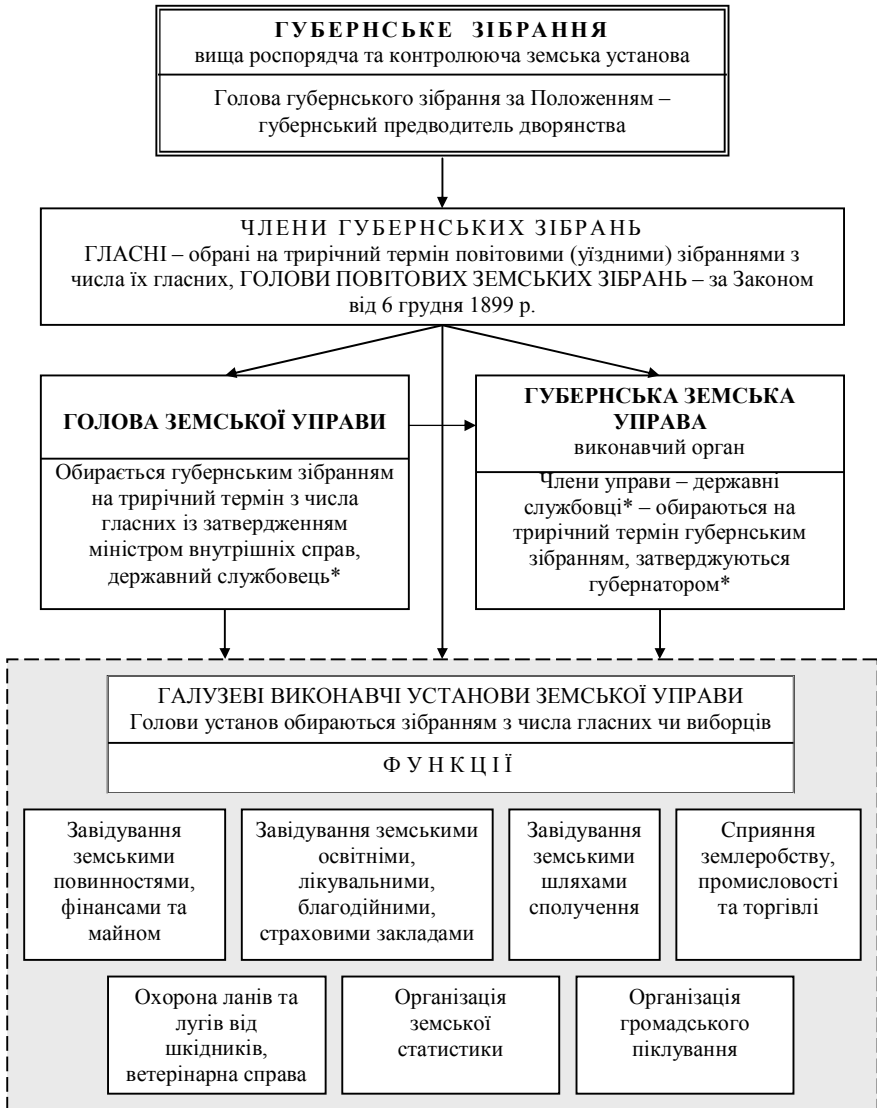 ГУБЕРНСЬКЕ ЗІБРАННЯ
вища роспорядча та контролююча земська установа
Голова губернського зібрання за Положенням –
губернський предводитель дворянства
ЧЛЕНИ ГУБЕРНСЬКИХ ЗІБРАНЬ
ГЛАСНІ – обрані на трирічний термін повітовими (уїздними) зібраннями з
числа їх гласних, ГОЛОВИ ПОВІТОВИХ ЗЕМСЬКИХ ЗІБРАНЬ – за Законом
від 6 грудня 1899 р.
ГОЛОВА ЗЕМСЬКОЇ УПРАВИ
Обирається губернським зібранням
на трирічний термін з числа
гласних із затвердженням
міністром внутрішніх справ,
державний службовець*
ГУБЕРНСЬКА ЗЕМСЬКА
УПРАВА
виконавчий орган
Члени управи – державні
службовці* – обираються на
трирічний термін губернським
зібранням, затверджуються
губернатором*
ГАЛУЗЕВІ ВИКОНАВЧІ УСТАНОВИ ЗЕМСЬКОЇ УПРАВИ
Голови установ обираються зібранням з числа гласних чи виборців
ФУНКЦІЇ
Завідування
земськими
повинностями,
фінансами та
майном
Завідування земськими
освітніми,
лікувальними,
благодійними,
страховими закладами
Завідування
земськими
шляхами
сполучення
Сприяння
землеробству,
промисловості
та торгівлі
Охорона ланів та
лугів від
шкідників,
ветерінарна справа
Організація
земської
статистики
Організація
громадського
піклування